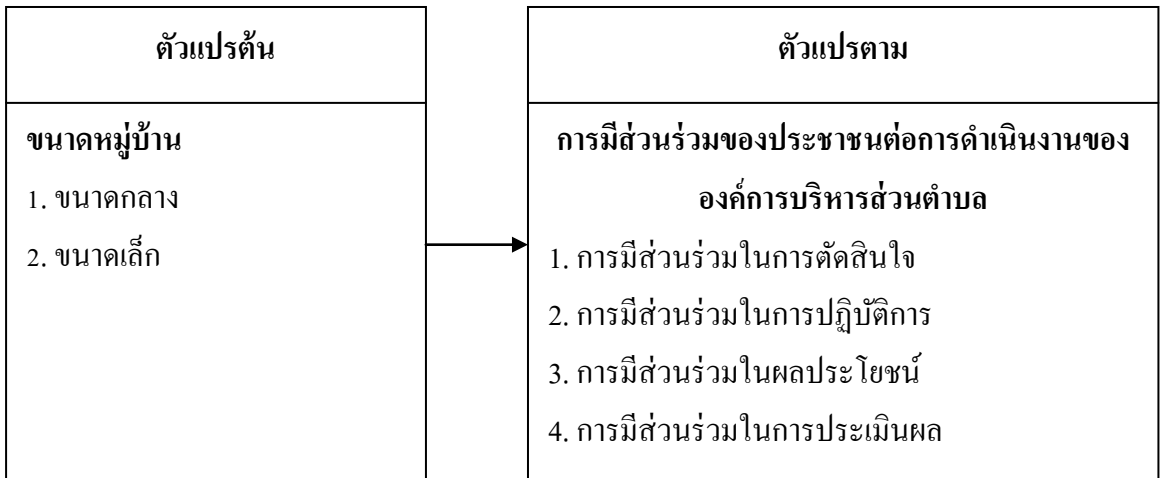 ตัวแปรต้น
ขนาดหมู่บ้าน
1. ขนาดกลาง
2. ขนาดเล็ก
ตัวแปรตาม
การมีส่วนร่วมของประชาชนต่อการดำเนินงานของ
องค์การบริหารส่วนตำบล
1. การมีส่วนร่วมในการตัดสินใจ
2. การมีส่วนร่วมในการปฏิบัติการ
3. การมีส่วนร่วมในผลประโยชน์
4. การมีส่วนร่วมในการประเมินผล